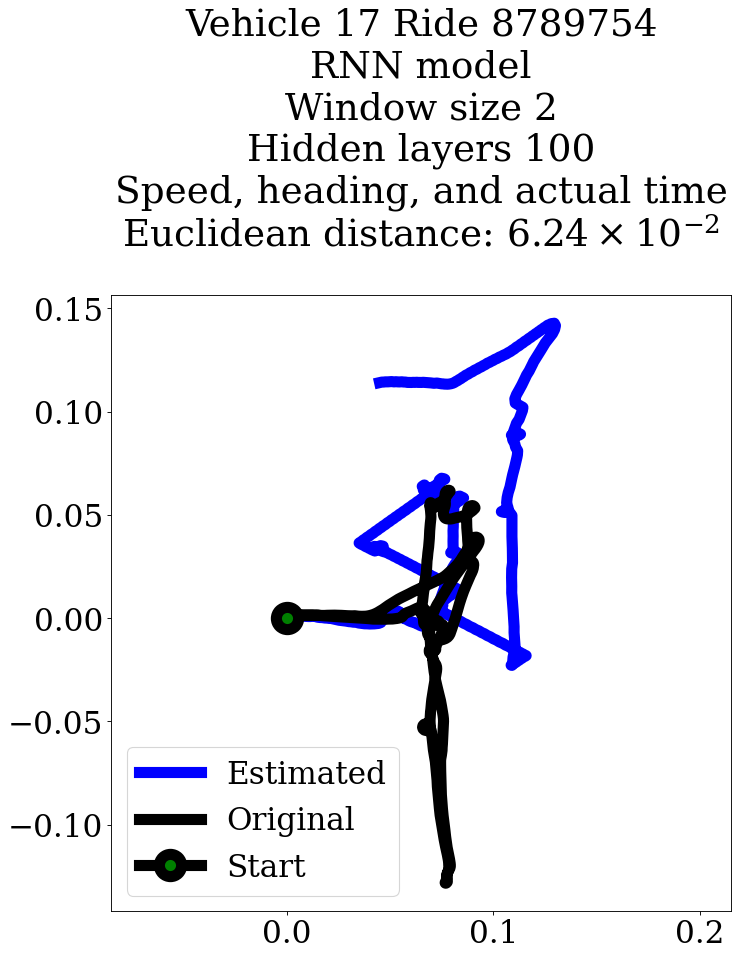 Vehicle 17 Ride 8789754
RNN model
Window size 2
Hidden layers 100
Speed, heading, and actual time
Euclidean distance: 6.24 × 10⁻²
0.15
0.10
0.05
0.00
−0.05
−0.10
Estimated
Original
Start
0.0 0.1 0.2